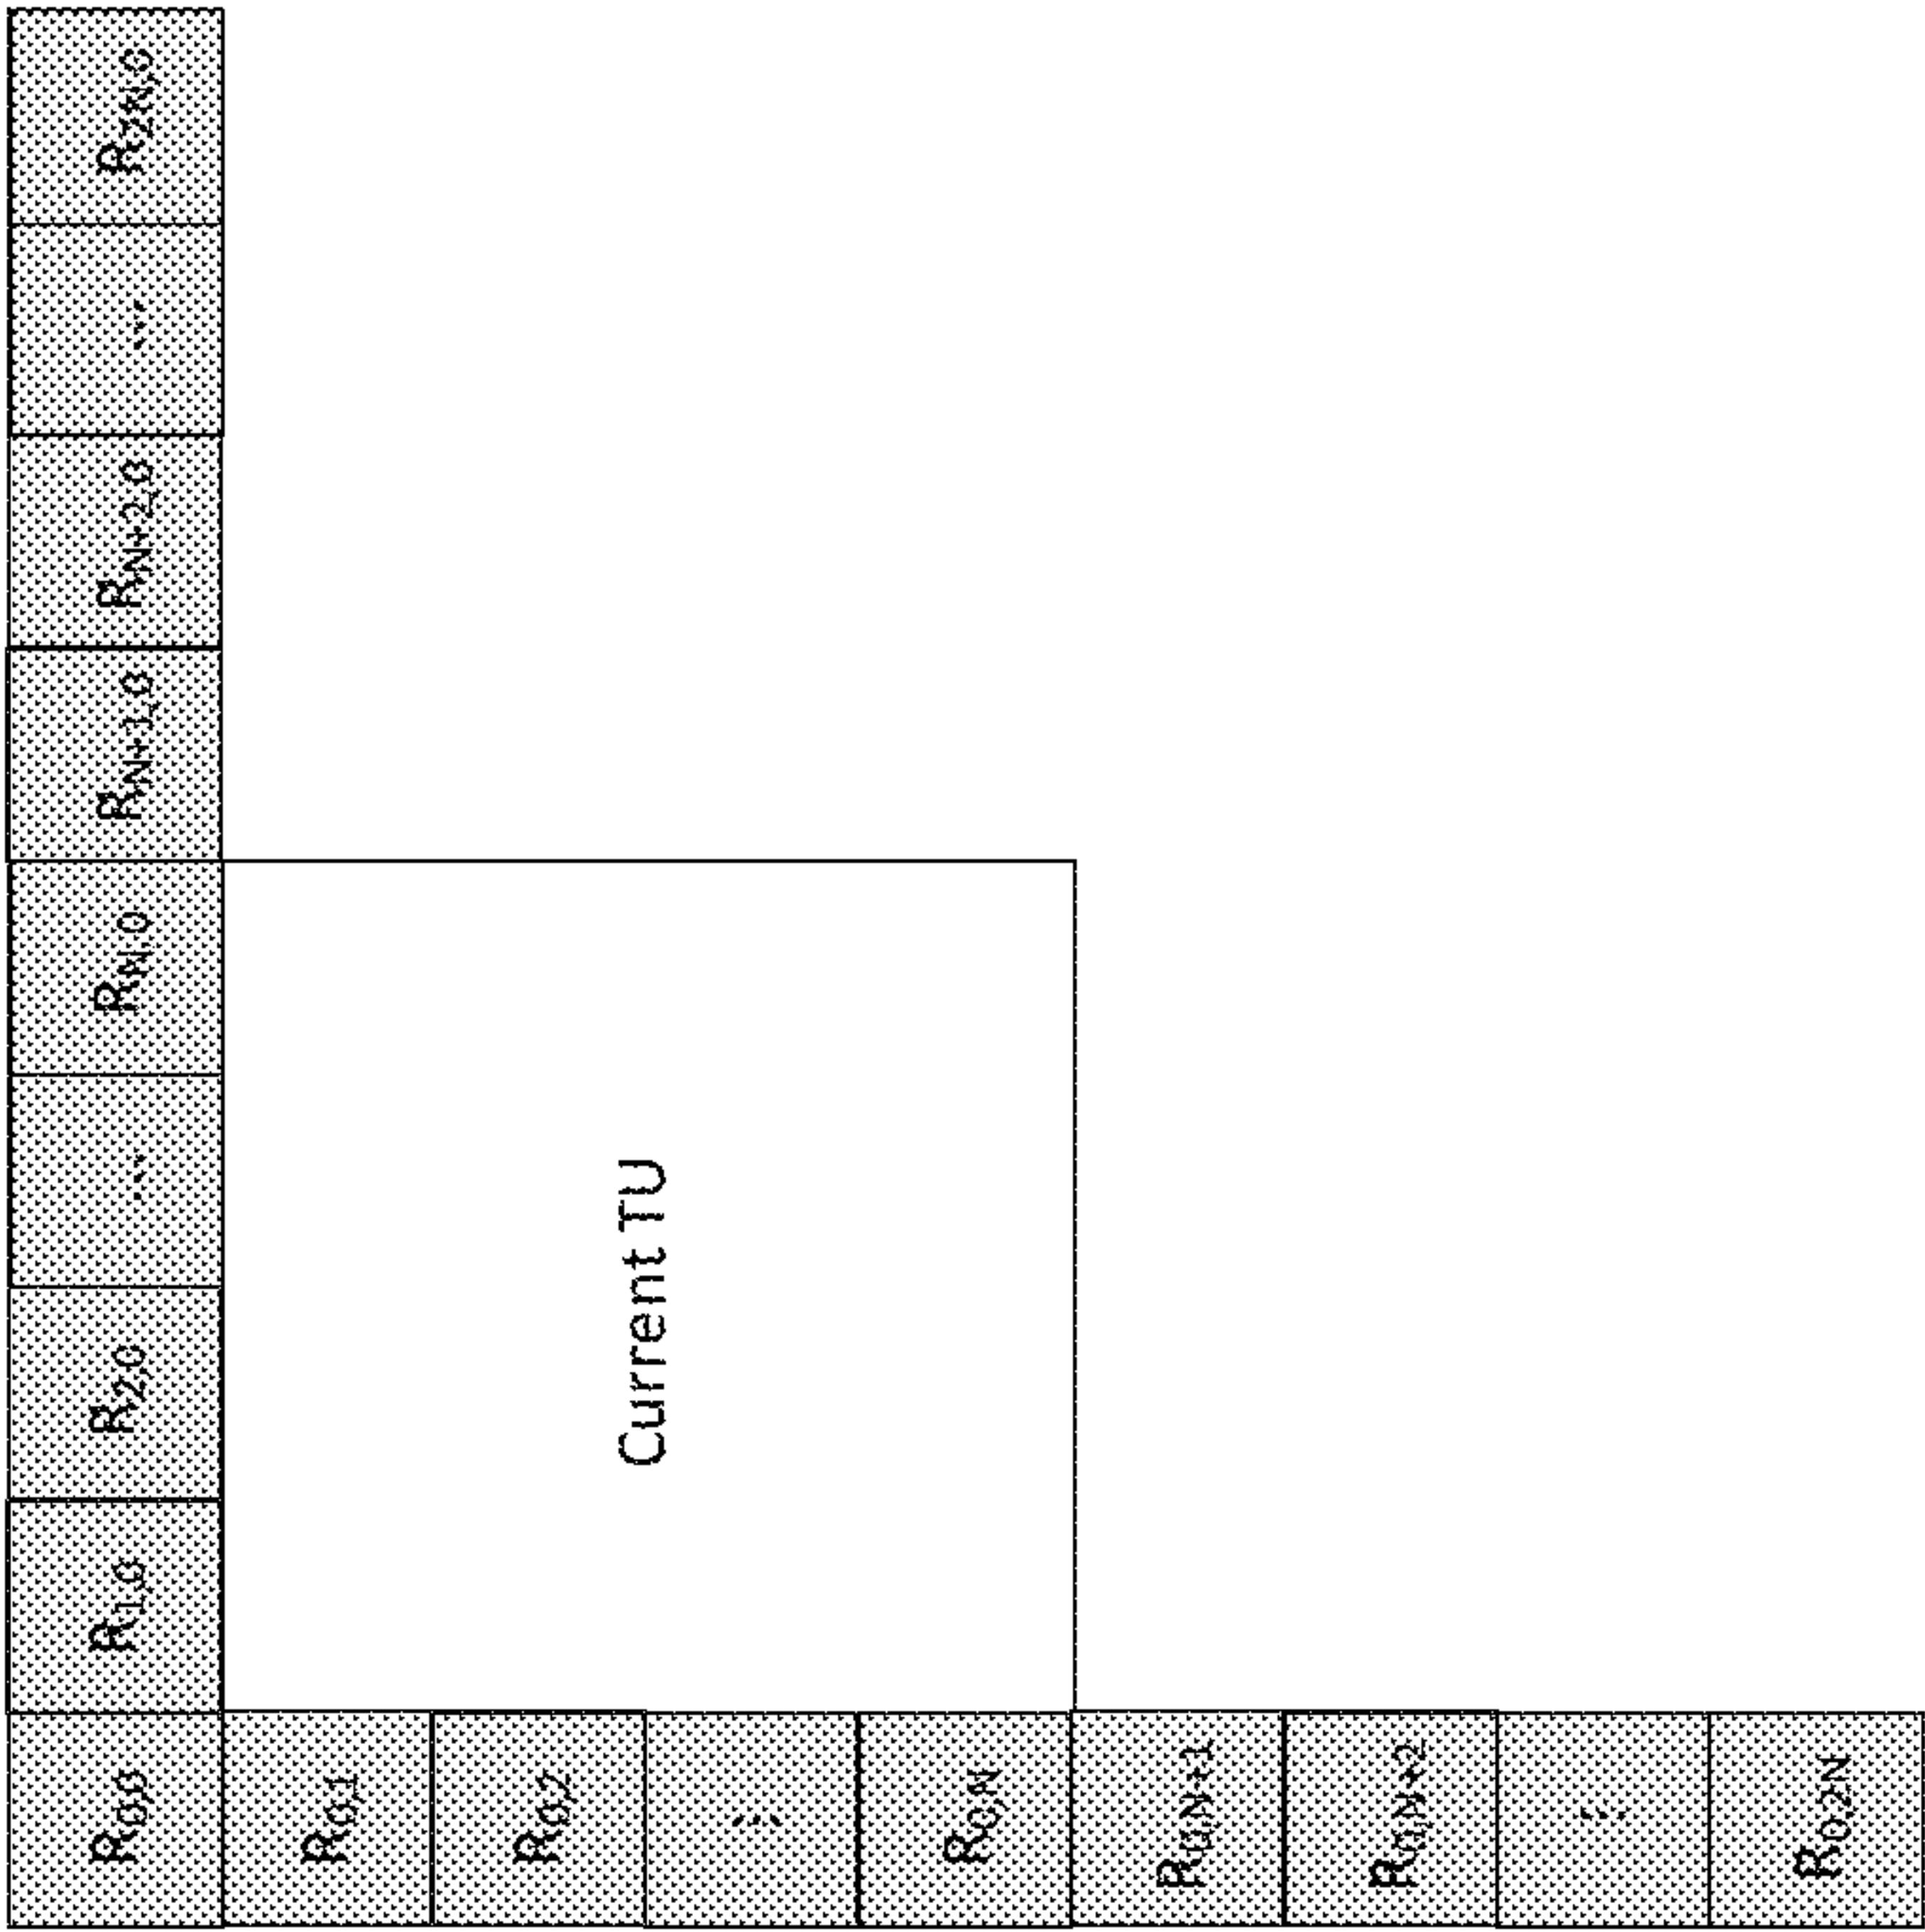 R0,0 R1,0 R2,0 ... RN,0 RN+1,0 RN+2,0 ... R2N,0
R0,1
R0,2
Current TU
⋮
R0,N
R0,N+1
R0,N+2
⋮
R0,2N